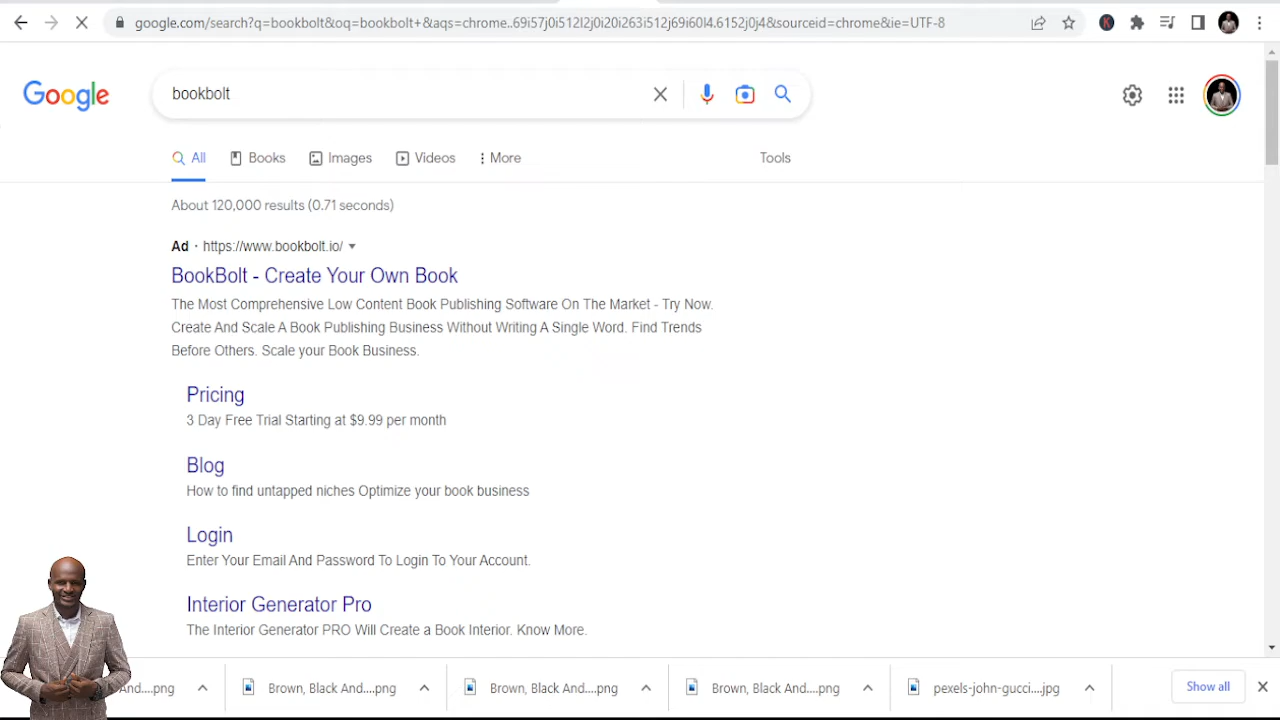 google.com/search?q=bookbolt&oq=bookbolt+&aqs=chrome..69i57j0i512l2j0i20i263i512j69i60l4.6152j0j4&sourceid=chrome&ie=UTF-8
Google
bookbolt
All Books Images Videos More Tools
About 120,000 results (0.71 seconds)
Ad · https://www.bookbolt.io/
BookBolt - Create Your Own Book
The Most Comprehensive Low Content Book Publishing Software On The Market - Try Now.
Create And Scale A Book Publishing Business Without Writing A Single Word. Find Trends
Before Others. Scale your Book Business.
Pricing
3 Day Free Trial Starting at $9.99 per month
Blog
How to find untapped niches Optimize your book business
Login
Enter Your Email And Password To Login To Your Account.
Interior Generator Pro
The Interior Generator PRO Will Create a Book Interior. Know More.
And....png Brown, Black And....png Brown, Black And....png Brown, Black And....png pexels-john-gucci....jpg Show all